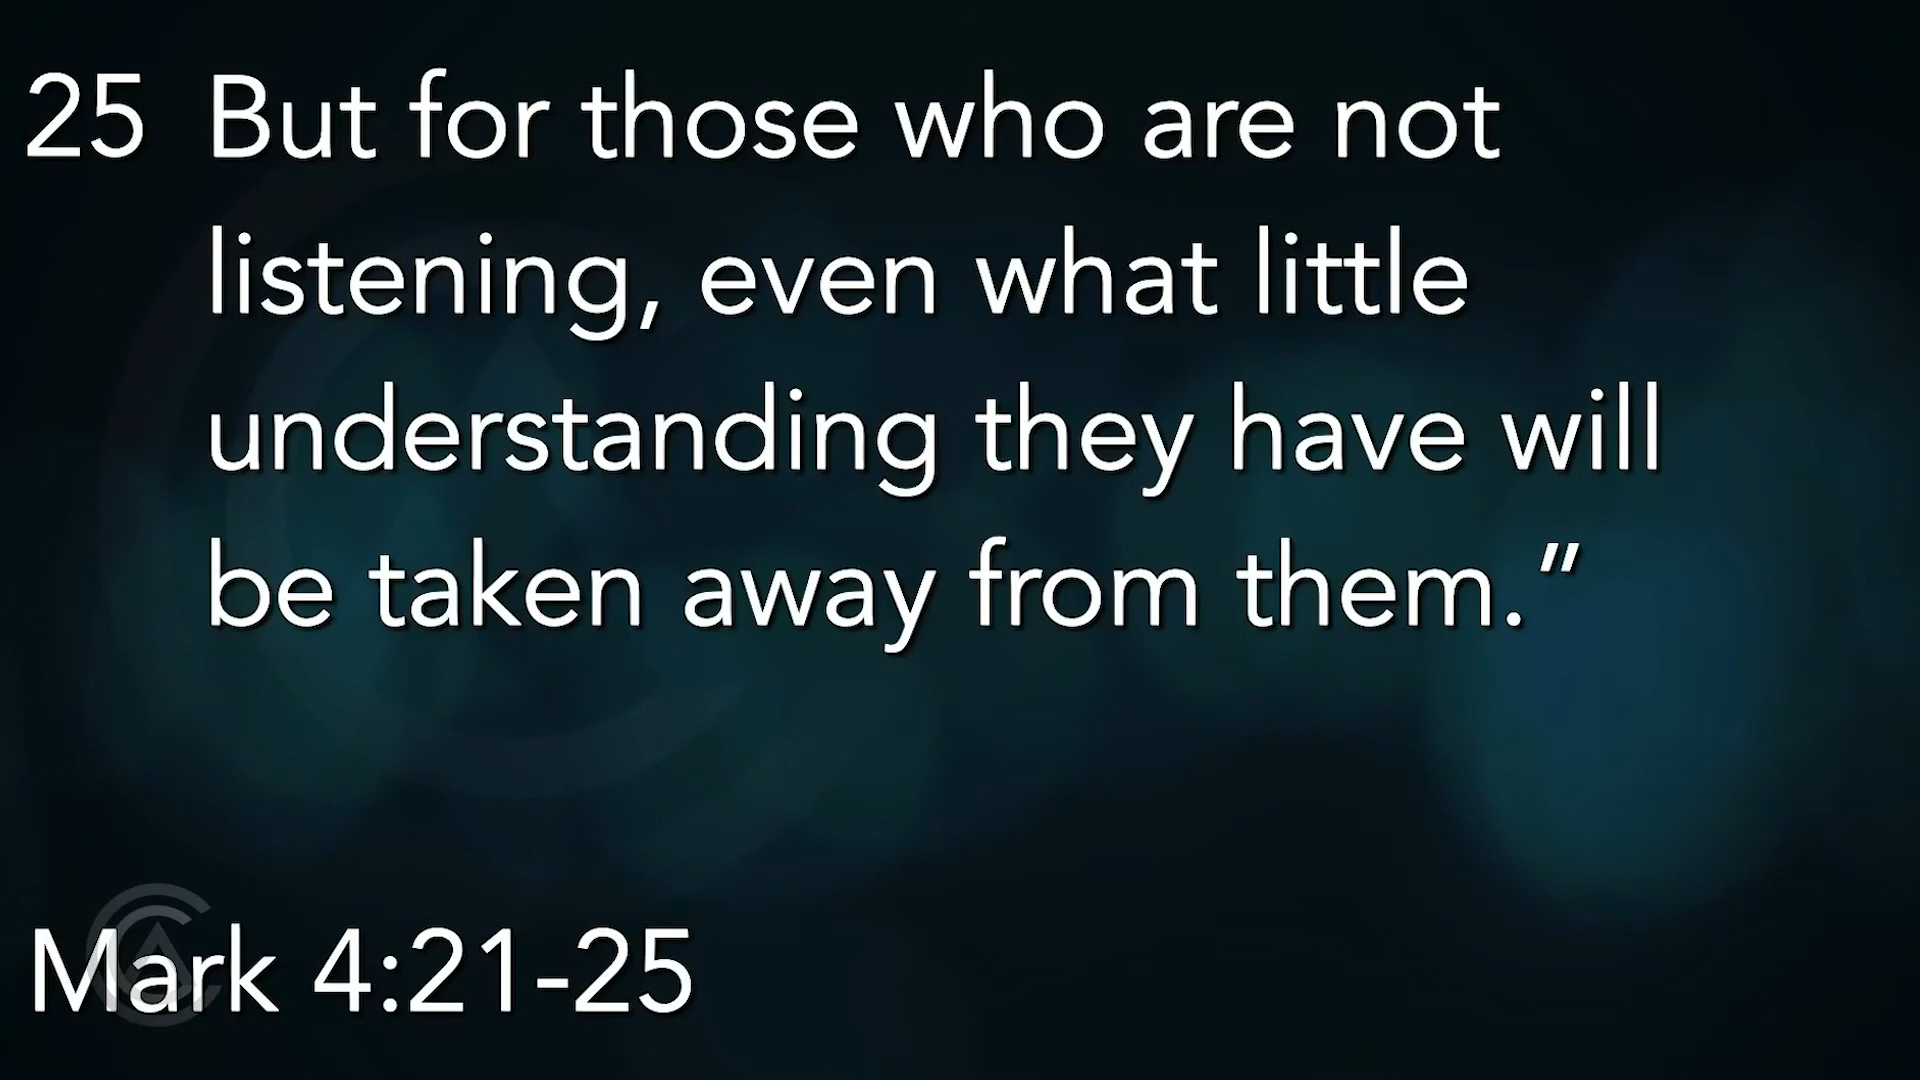 25 But for those who are not
listening, even what little
understanding they have will
be taken away from them.”
Mark 4:21-25